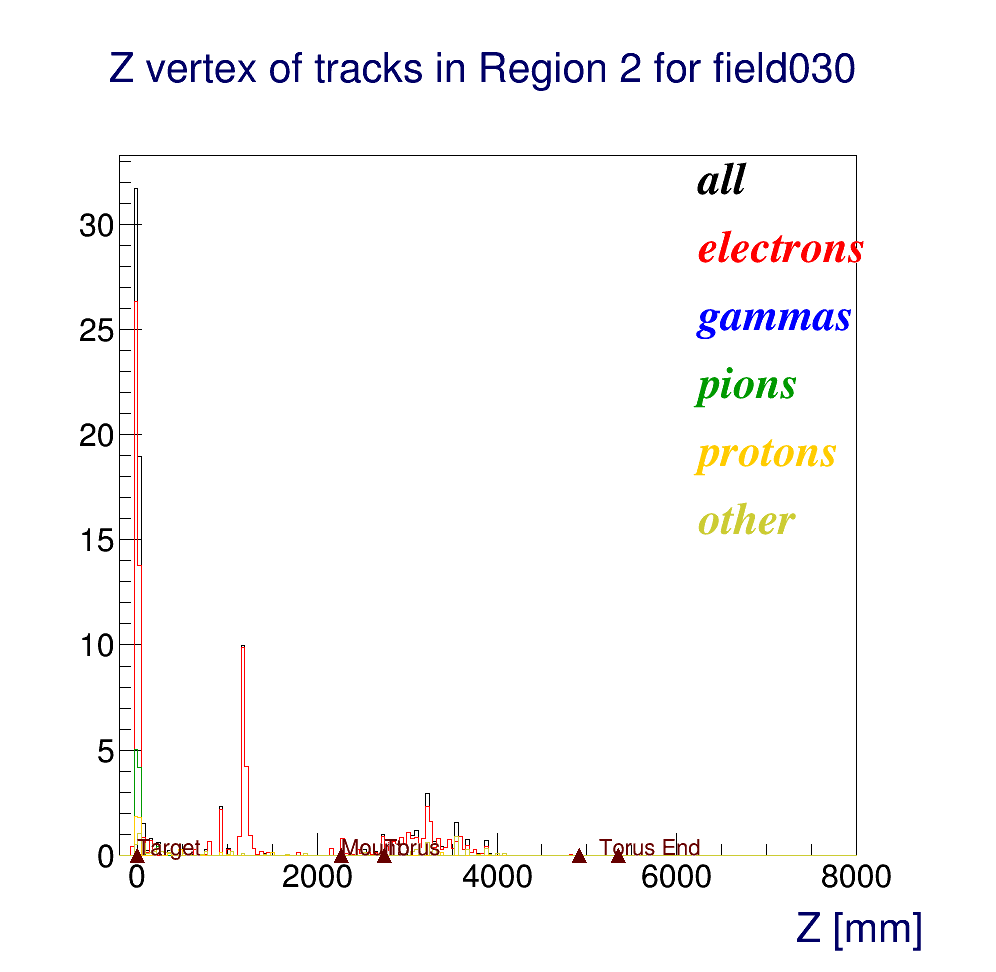 Z vertex of tracks in Region 2 for field030
all
30
electrons
25
gammas
pions
20
protons
15
other
10
5
0
Target
Torus
Torus End
0
2000
4000
6000
8000
Z [mm]